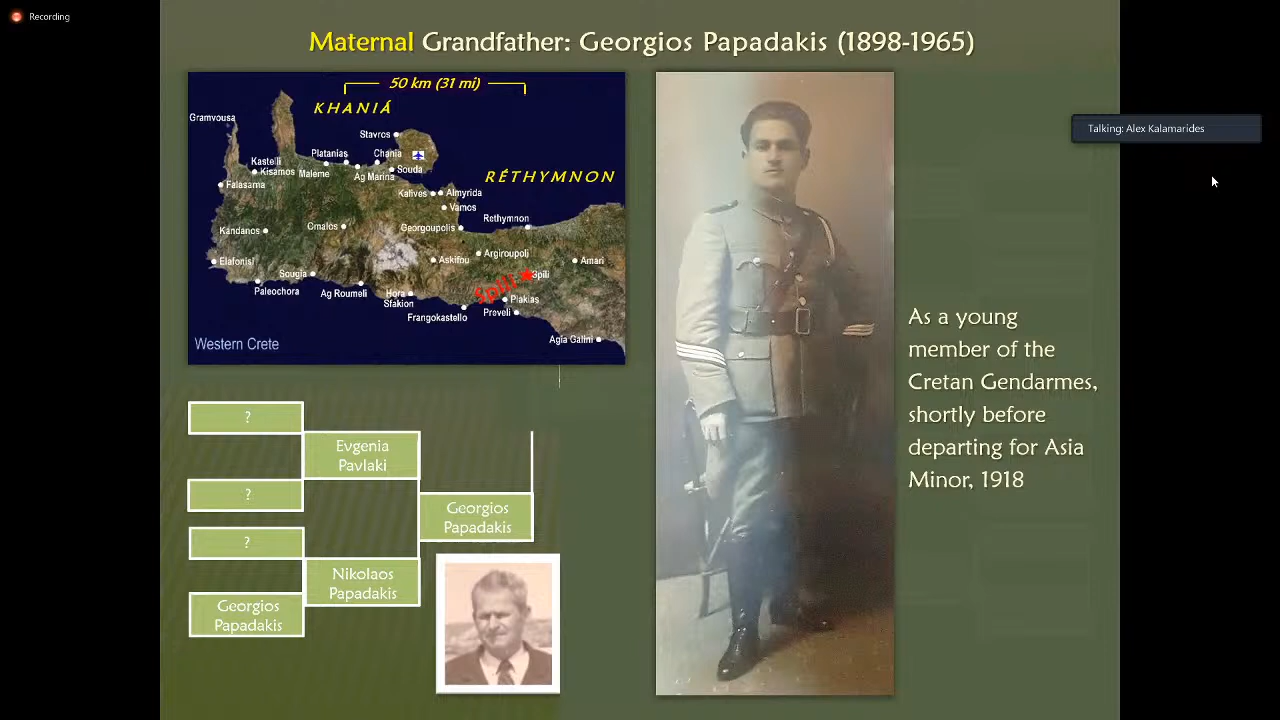 Recording
Maternal Grandfather: Georgios Papadakis (1898-1965)
50 km (31 mi)
KHANIÁ
Gramvousa
Stavros
Platanias
Chania
Kastelli
Kisamos
Maleme
Ag Marina
Souda
RÉTHYMNON
Falasarna
Kalives
Almyrida
Vamos
Rethymnon
Kandanos
Omalos
Georgoupolis
Argiroupoli
Elafonisi
Askifou
Amari
Sougia
Spili
Spili
Paleochora
Ag Roumeli
Hora
Sfakion
Plakias
Frangokastello
Preveli
Agia Galini
Western Crete
Talking: Alex Kalamarides
As a young
member of the
Cretan Gendarmes,
shortly before
departing for Asia
Minor, 1918
?
Evgenia
Pavlaki
?
Georgios
Papadakis
?
Nikolaos
Papadakis
Georgios
Papadakis